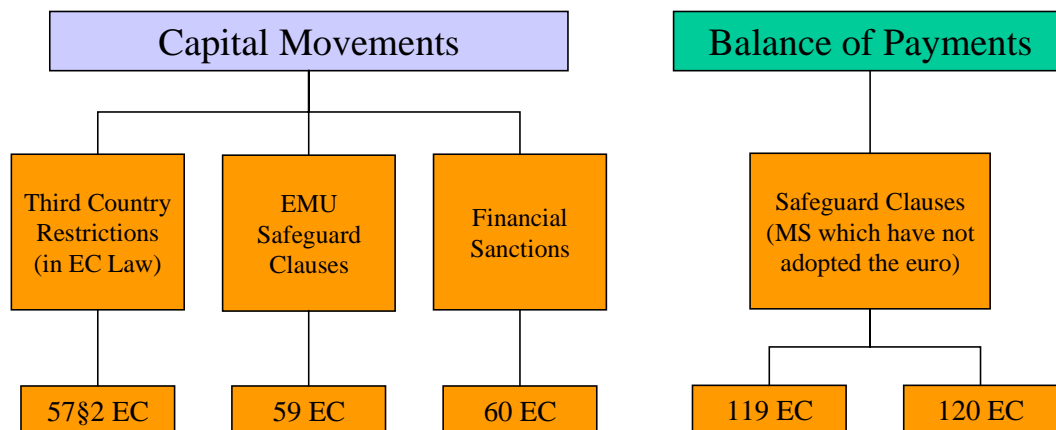 Capital Movements
Balance of Payments
Third Country
Restrictions
(in EC Law)
EMU
Safeguard
Clauses
Financial
Sanctions
Safeguard Clauses
(MS which have not
adopted the euro)
57§2 EC
59 EC
60 EC
119 EC
120 EC